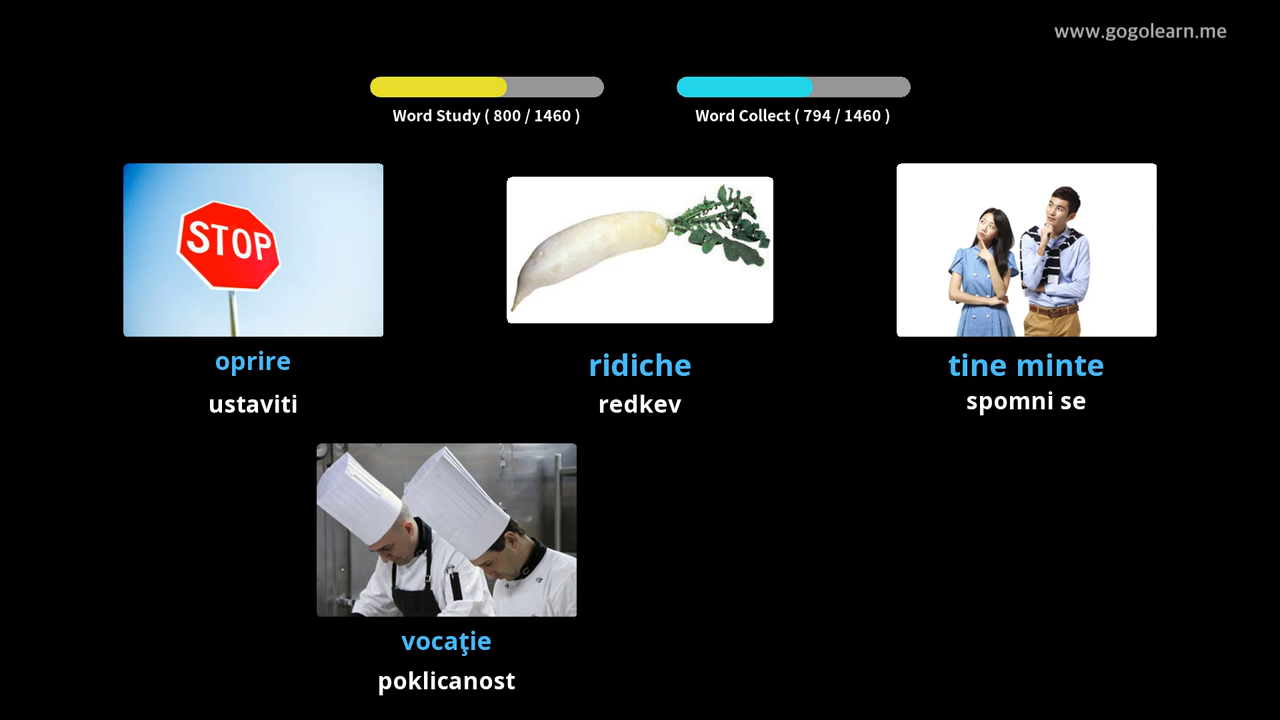 www.gogolearn.me
Word Study ( 800 / 1460 )
Word Collect ( 794 / 1460 )
STOP
oprire
ustaviti
ridiche
redkev
tine minte
spomni se
vocaţie
poklicanost